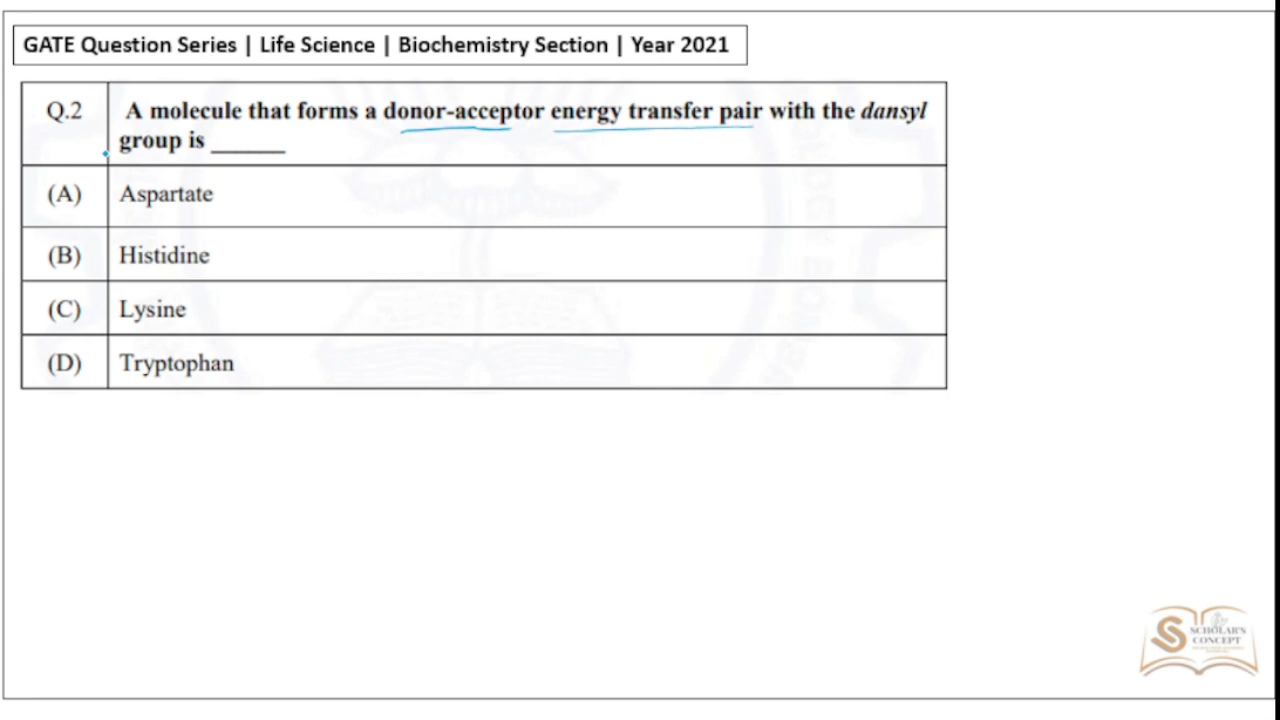 GATE Question Series | Life Science | Biochemistry Section | Year 2021
Q.2 A molecule that forms a donor-acceptor energy transfer pair with the dansyl
group is ______
(A) Aspartate
(B) Histidine
(C) Lysine
(D) Tryptophan
SCHOLAR'S
CONCEPT